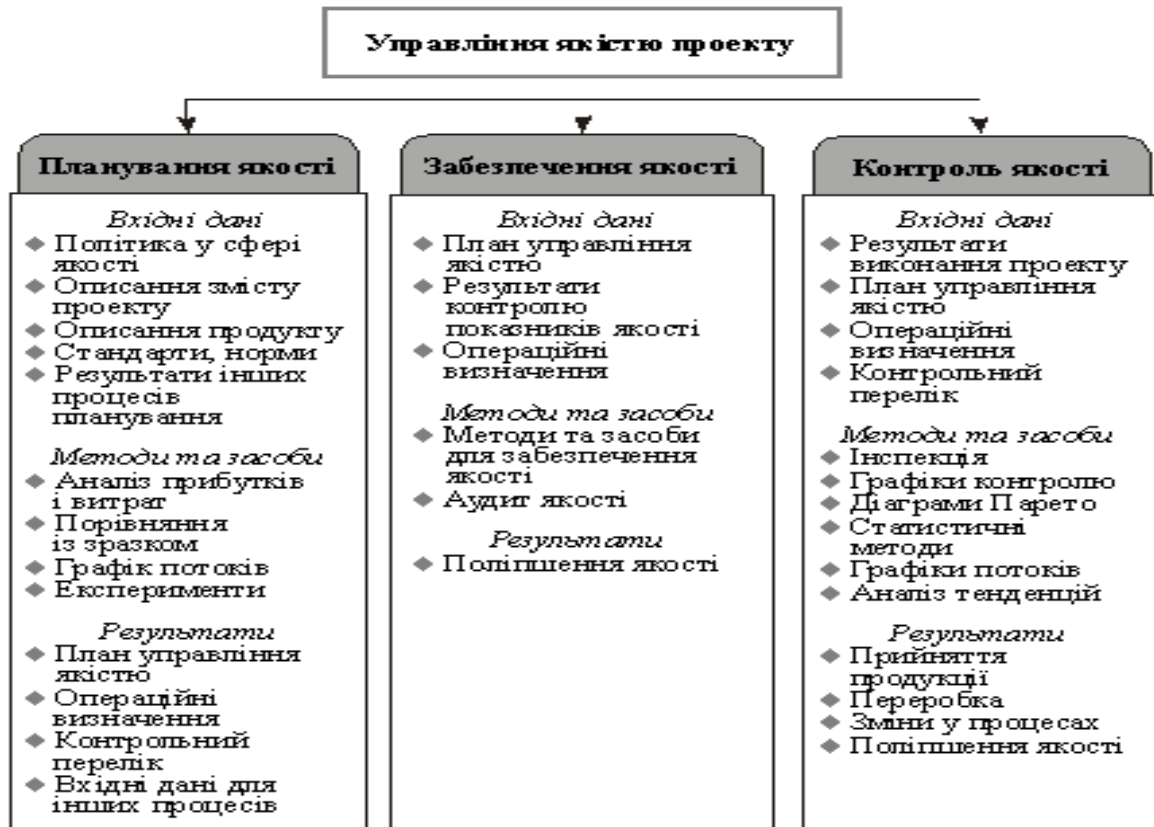 Управління якістю проекту
Планування якості
Вхідні дані
Політика у сфері
якості
Описання змісту
проекту
Описання продукту
Стандарти, норми
Результати інших
процесів
планування
Методи та засоби
Аналіз прибутків
і витрат
Порівняння
із зразком
Графік потоків
Експерименти
Результати
План управління
якістю
Операційні
визначення
Контрольний
перелік
Вхідні дані для
інших процесів
Забезпечення якості
Вхідні дані
План управління
якістю
Результати
контролю
показників якості
Операційні
визначення
Методи та засоби
Методи та засоби
для забезпечення
якості
Аудит якості
Результати
Поліпшення якості
Контроль якості
Вхідні дані
Результати
виконання проекту
План управління
якістю
Операційні
визначення
Контрольний
перелік
Методи та засоби
Інспекція
Графіки контролю
Діаграми Парето
Статистичні
методи
Графіки потоків
Аналіз тенденцій
Результати
Прийняття
продукції
Переробка
Зміни у процесах
Поліпшення якості